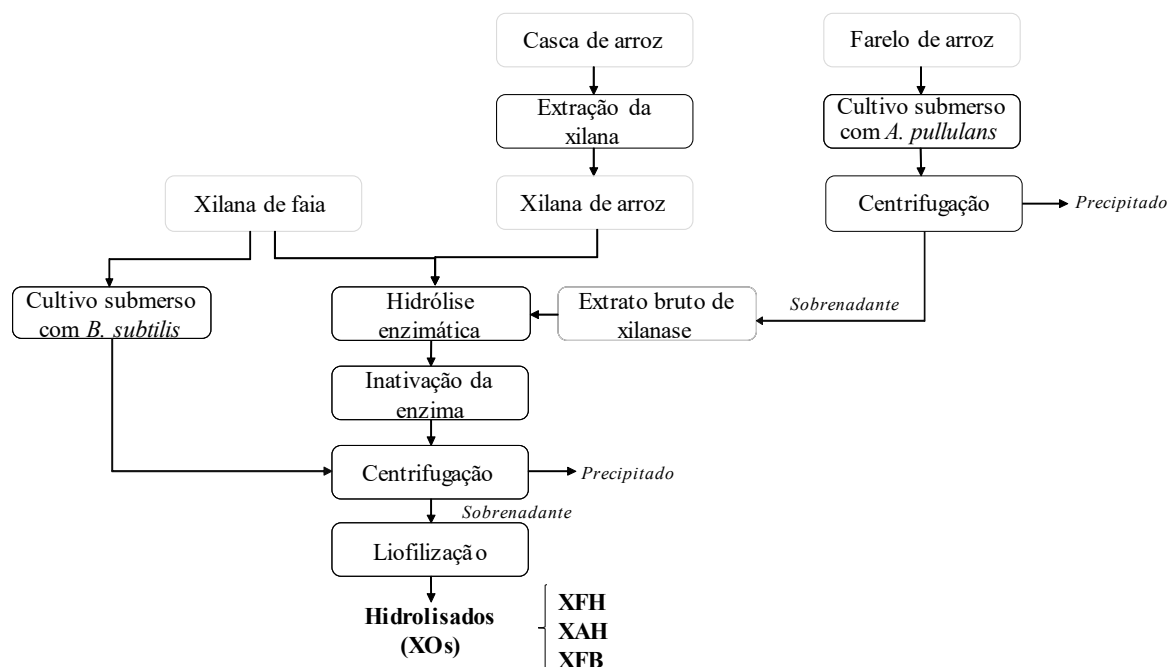 Casca de arroz
Farelo de arroz
Extração da
xilana
Cultivo submerso
com A. pullulans
Xilana de faia
Xilana de arroz
Centrifugação
Precipitado
Cultivo submerso
com B. subtilis
Hidrólise
enzimática
Extrato bruto de
xilanase
Sobrenadante
Inativação da
enzima
Centrifugação
Precipitado
Sobrenadante
Liofilização
Hidrolisados
(XOs)
XFH
XAH
XFB